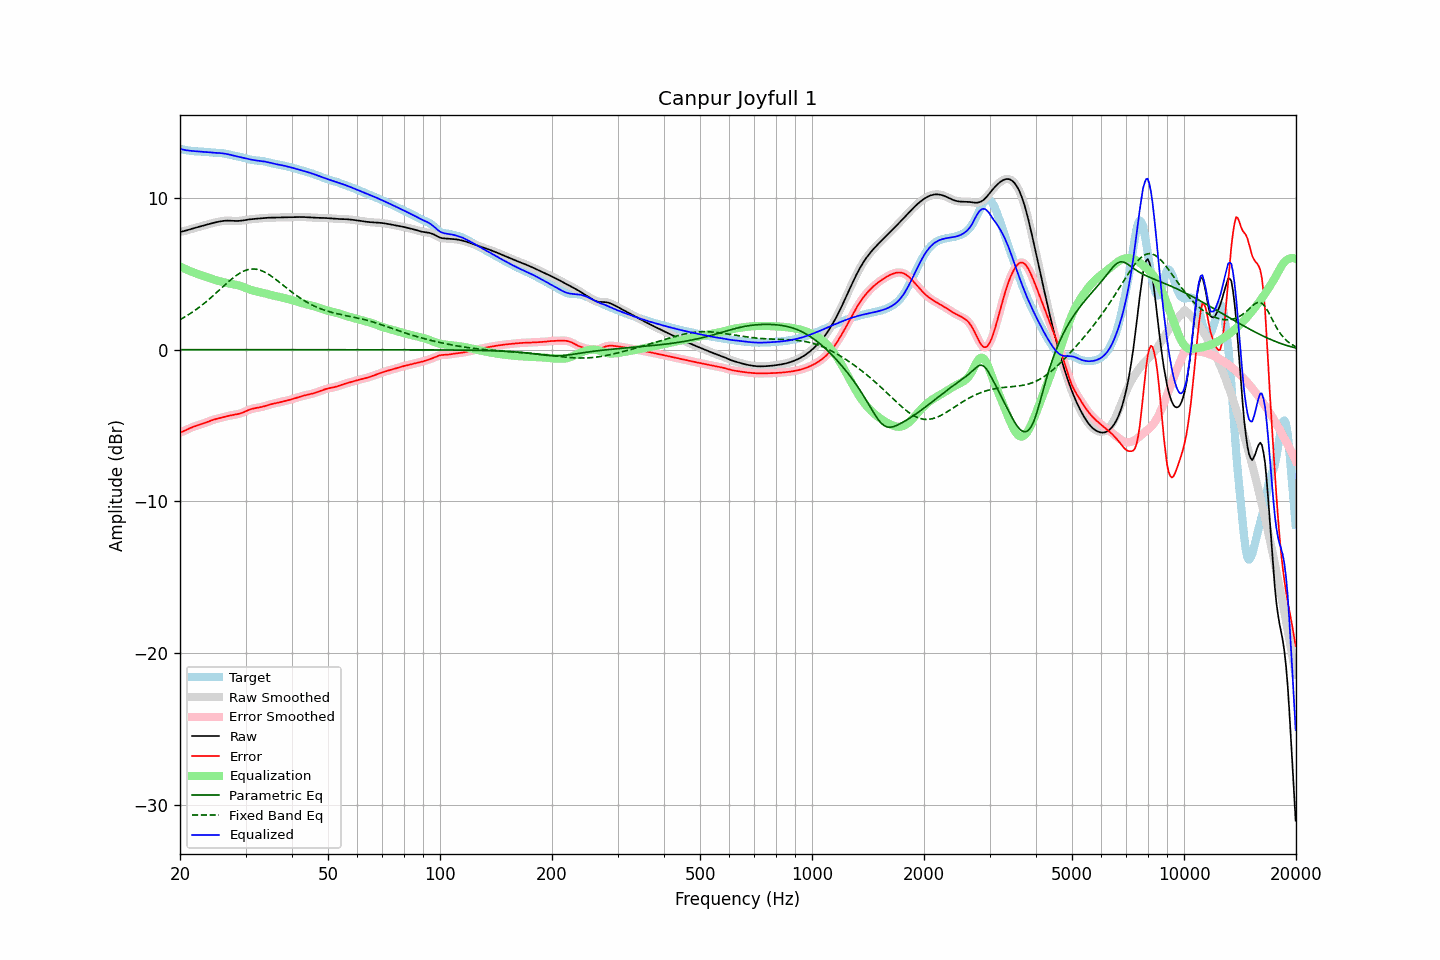 Canpur Joyfull 1
10
0
−10
−20
−30
Amplitude (dBr)
Target
Raw Smoothed
Error Smoothed
Raw
Error
Equalization
Parametric Eq
Fixed Band Eq
Equalized
20 50 100 200 500 1000 2000 5000 10000 20000
Frequency (Hz)